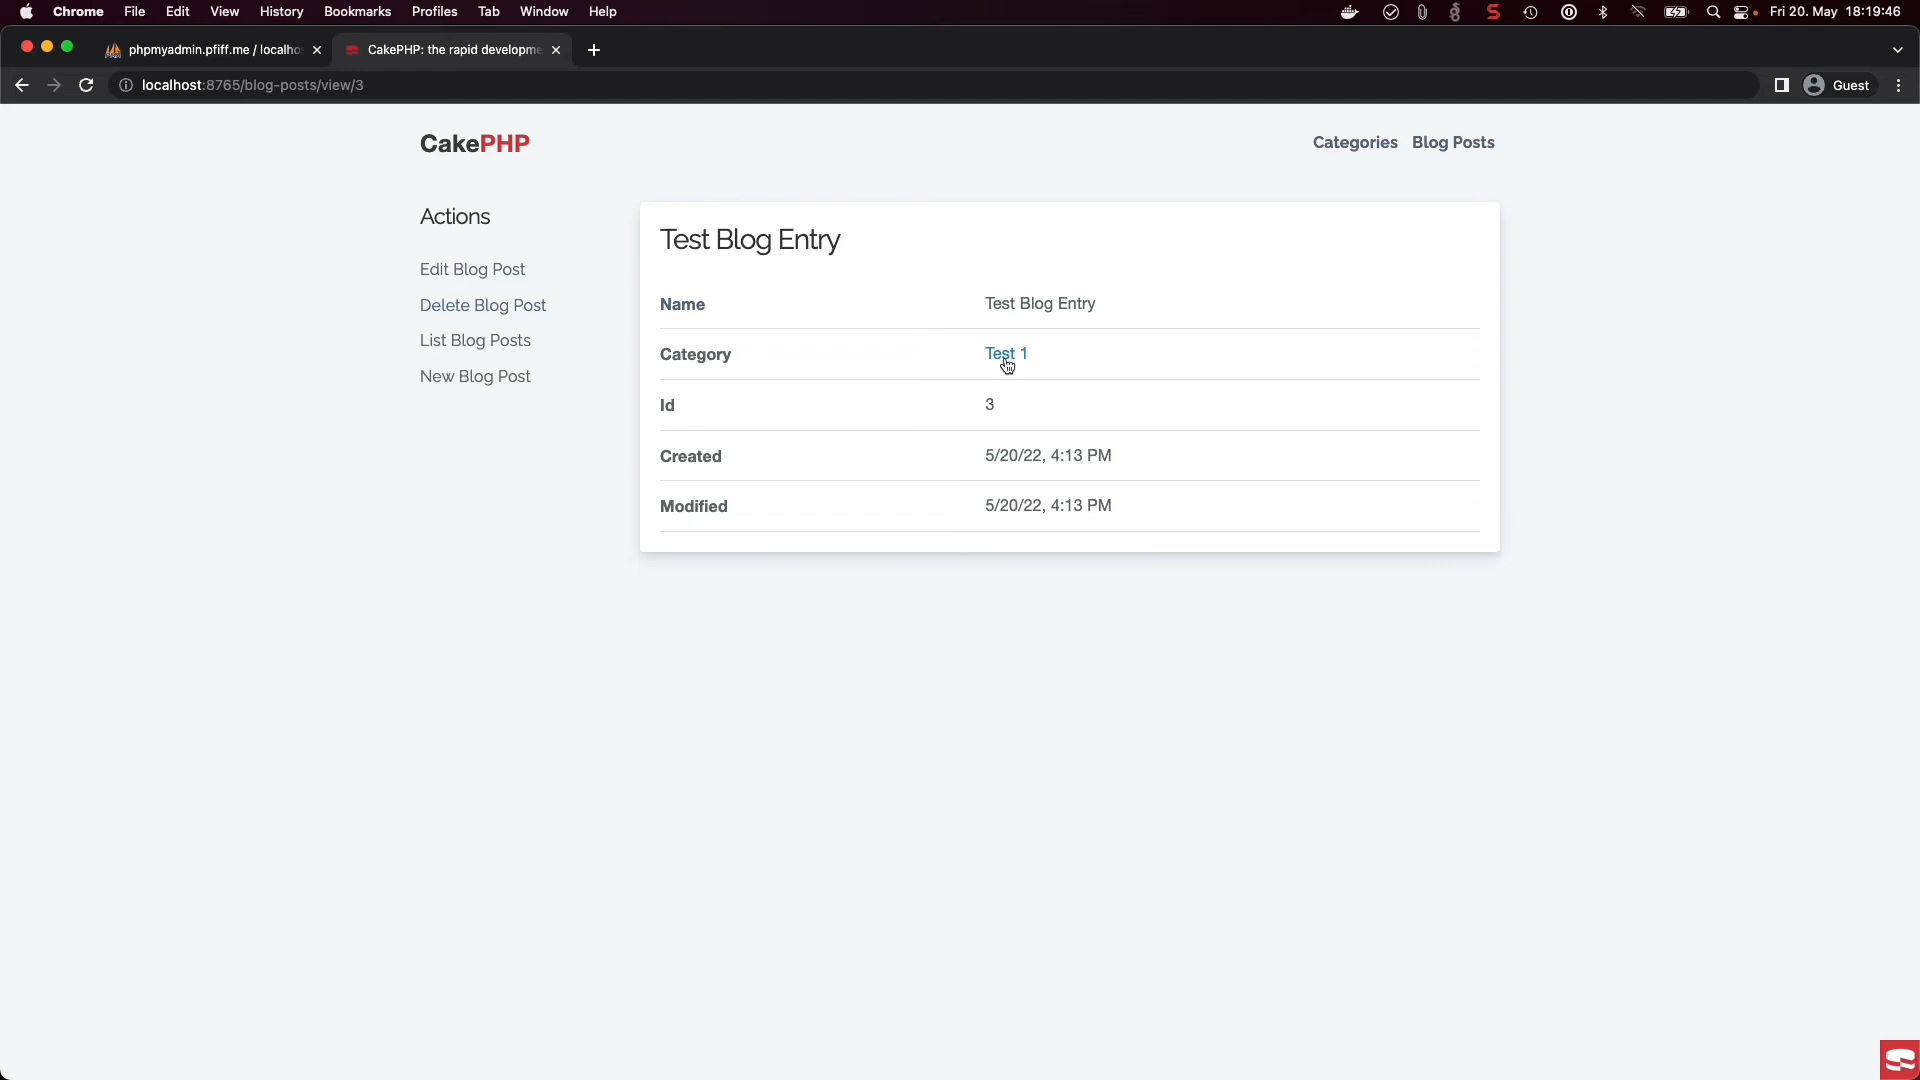 Chrome File Edit View History Bookmarks Profiles Tab Window Help Fri 20. May 18:19:46
phpmyadmin.pfiff.me / localho CakePHP: the rapid developme
localhost:8765/blog-posts/view/3 Guest
CakePHP Categories Blog Posts
Actions
Edit Blog Post
Delete Blog Post
List Blog Posts
New Blog Post
Test Blog Entry
Name Test Blog Entry
Category Test 1
Id 3
Created 5/20/22, 4:13 PM
Modified 5/20/22, 4:13 PM